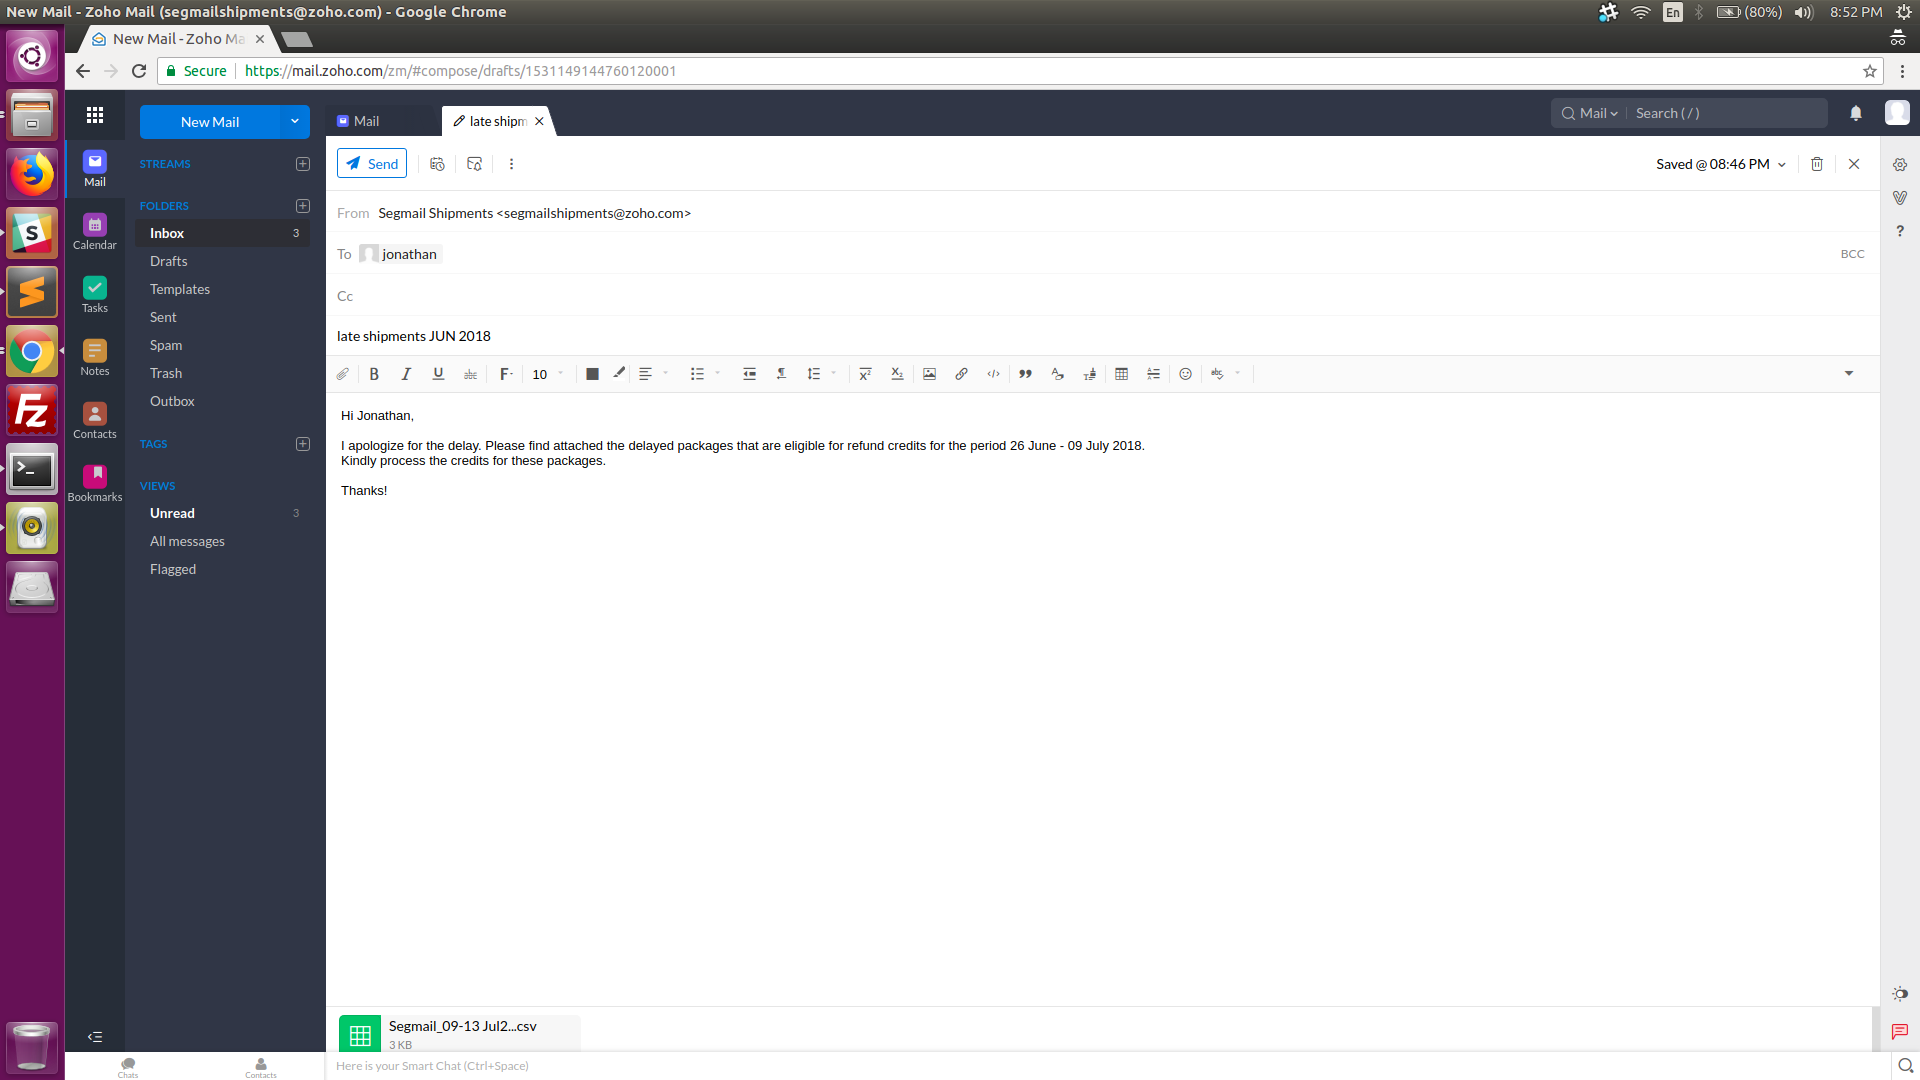 New Mail - Zoho Mail (segmailshipments@zoho.com) - Google Chrome
En
(80%)
8:52 PM
New Mail - Zoho Ma
Secure
https://mail.zoho.com/zm/#compose/drafts/1531149144760120001
New Mail
Mail
late shipm
Mail
Search ( / )
STREAMS
Send
Saved @ 08:46 PM
Mail
FOLDERS
From Segmail Shipments <segmailshipments@zoho.com>
Inbox 3
Calendar
To jonathan
BCC
Drafts
Templates
Cc
Tasks
Sent
late shipments JUN 2018
Spam
Notes
Trash
B I U abc F 10
Outbox
Hi Jonathan,
Contacts
TAGS
I apologize for the delay. Please find attached the delayed packages that are eligible for refund credits for the period 26 June - 09 July 2018.
Kindly process the credits for these packages.
VIEWS
Thanks!
Bookmarks
Unread 3
All messages
Flagged
Segmail_09-13 Jul2...csv
3 KB
Here is your Smart Chat (Ctrl+Space)
Chats
Contacts